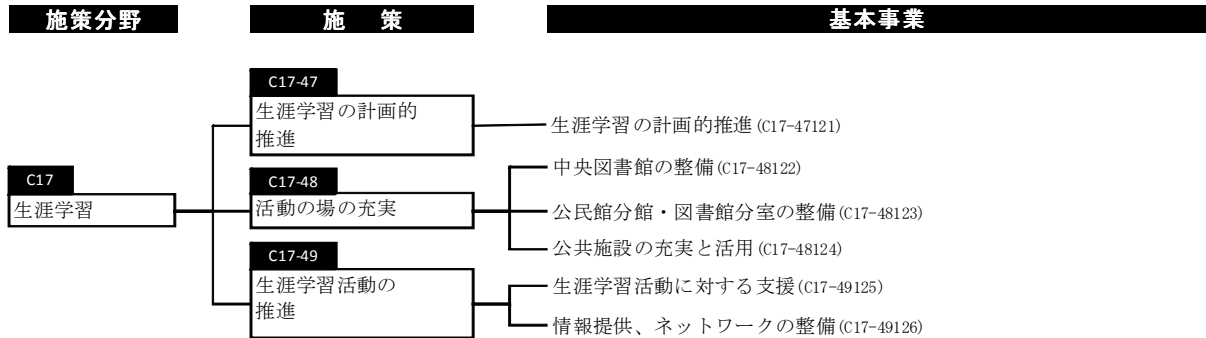 施策分野　施　策　基本事業
C17-47
生涯学習の計画的
推進
生涯学習の計画的推進(C17-47121)
C17
生涯学習
C17-48
活動の場の充実
中央図書館の整備(C17-48122)
公民館分館・図書館分室の整備(C17-48123)
公共施設の充実と活用(C17-48124)
C17-49
生涯学習活動の
推進
生涯学習活動に対する支援(C17-49125)
情報提供、ネットワークの整備(C17-49126)